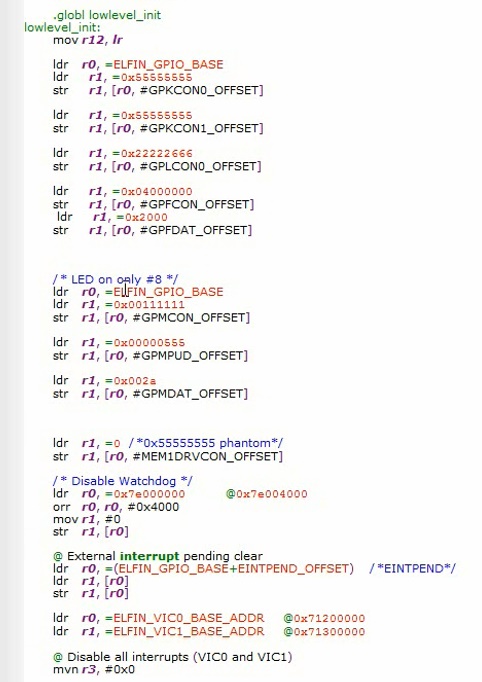 .globl lowlevel_init
lowlevel_init:
mov r12, lr
ldr r0, =ELFIN_GPIO_BASE
ldr r1, =0x55555555
str r1, [r0, #GPKCON0_OFFSET]
ldr r1, =0x55555555
str r1, [r0, #GPKCON1_OFFSET]
ldr r1, =0x22222666
str r1, [r0, #GPLCON0_OFFSET]
ldr r1, =0x04000000
str r1, [r0, #GPFCON_OFFSET]
ldr r1, =0x2000
str r1, [r0, #GPFDAT_OFFSET]
/* LED on only #8 */
ldr r0, =ELFIN_GPIO_BASE
ldr r1, =0x00111111
str r1, [r0, #GPMCON_OFFSET]
ldr r1, =0x00000555
str r1, [r0, #GPMPUD_OFFSET]
ldr r1, =0x002a
str r1, [r0, #GPMDAT_OFFSET]
ldr r1, =0 /*0x55555555 phantom*/
str r1, [r0, #MEM1DRVCON_OFFSET]
/* Disable Watchdog */
ldr r0, =0x7e000000 @0x7e004000
orr r0, r0, #0x4000
mov r1, #0
str r1, [r0]
@ External interrupt pending clear
ldr r0, =(ELFIN_GPIO_BASE+EINTPEND_OFFSET) /*EINTPEND*/
ldr r1, [r0]
str r1, [r0]
ldr r0, =ELFIN_VIC0_BASE_ADDR @0x71200000
ldr r1, =ELFIN_VIC1_BASE_ADDR @0x71300000
@ Disable all interrupts (VIC0 and VIC1)
mvn r3, #0x0